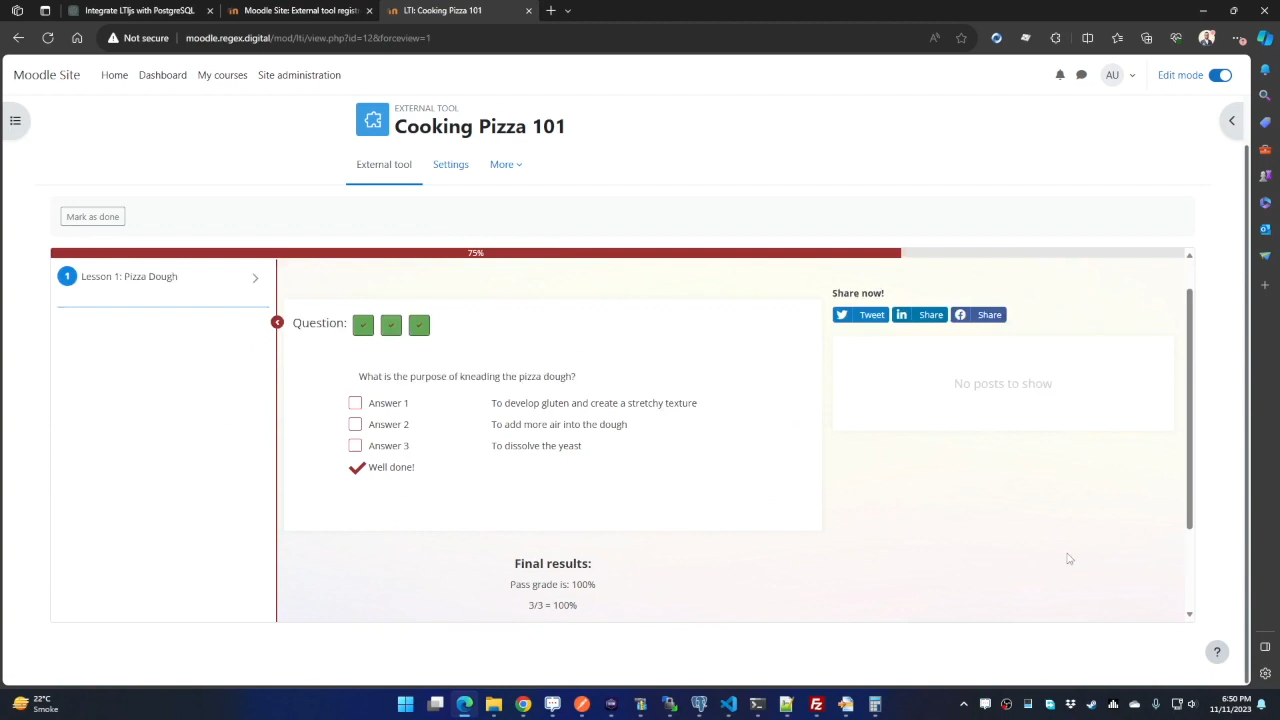 Integrate LTIjs with PostgreSQL
Moodle Site: External tool regist
Cooking Pizza 101
Not secure
moodle.regex.digital/mod/lti/view.php?id=12&forceview=1
Moodle Site
Home
Dashboard
My courses
Site administration
AU
Edit mode
EXTERNAL TOOL
Cooking Pizza 101
External tool
Settings
More
Mark as done
75%
1
Lesson 1: Pizza Dough
Share now!
Tweet
Share
Share
Question:
No posts to show
What is the purpose of kneading the pizza dough?
Answer 1 To develop gluten and create a stretchy texture
Answer 2 To add more air into the dough
Answer 3 To dissolve the yeast
Well done!
Final results:
Pass grade is: 100%
3/3 = 100%
?
22°C
Smoke
6:50 PM
11/11/2023